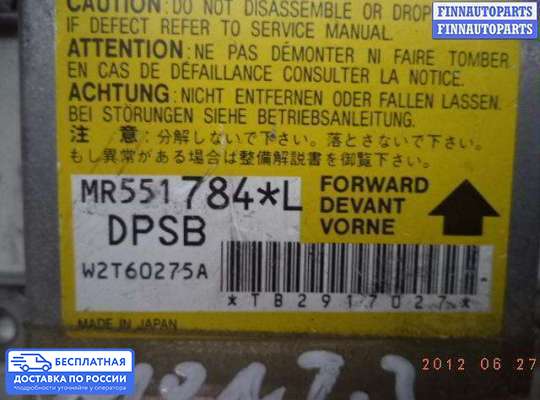 CAUTION: DO NOT DISASSEMBLE OR DROP
IF DEFECT REFER TO SERVICE MANUAL.
ATTENTION: NE PAS DÉMONTER NI FAIRE TOMBER
EN CAS DE DÉFAILLANCE CONSULTER LA NOTICE.
ACHTUNG: NICHT ENTFERNEN ODER FALLEN LASSEN.
BEI STÖRUNGEN SIEHE BETRIEBSANLEITUNG.
注 意: 分解しないで下さい。落とさないで下さい。
もし異常がある場合は整備解説書を御覧下さい。
MR551784*L
DPSB
W2T60275A
FORWARD
DEVANT
VORNE
*TB2917027*
MADE IN JAPAN
FINNAUTOPARTS
FINNAUTOPARTS
БЕСПЛАТНАЯ
ДОСТАВКА ПО РОССИИ
*подробности уточняйте у оператора
2012 06 27